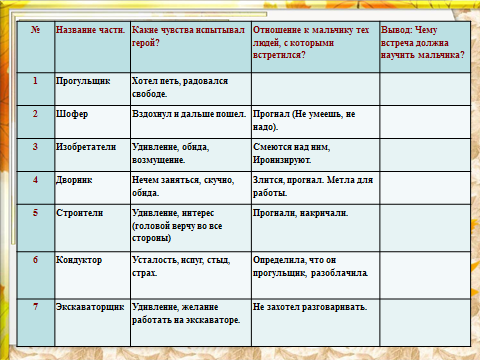 № Название части. Какие чувства испытывал Отношение к мальчику тех Вывод: Чему
герой? людей, с которыми встреча должна
встретился? научить мальчика?
1 Прогульщик Хотел петь, радовался
свободе.
2 Шофер Вздохнул и дальше пошел. Прогнал (Не умеешь, не
надо).
3 Изобретатели Удивление, обида, Смеются над ним,
возмущение. Иронизируют.
4 Дворник Нечем заняться, скучно, Злится, прогнал. Метла для
обида. работы.
5 Строители Удивление, интерес Прогнали, накричали.
(головой верчу во все
стороны)
6 Кондуктор Усталость, испуг, стыд, Определила, что он
страх. прогульщик, разоблачила.
7 Экскаваторщик Удивление, желание Не захотел разговаривать.
работать на экскаваторе.